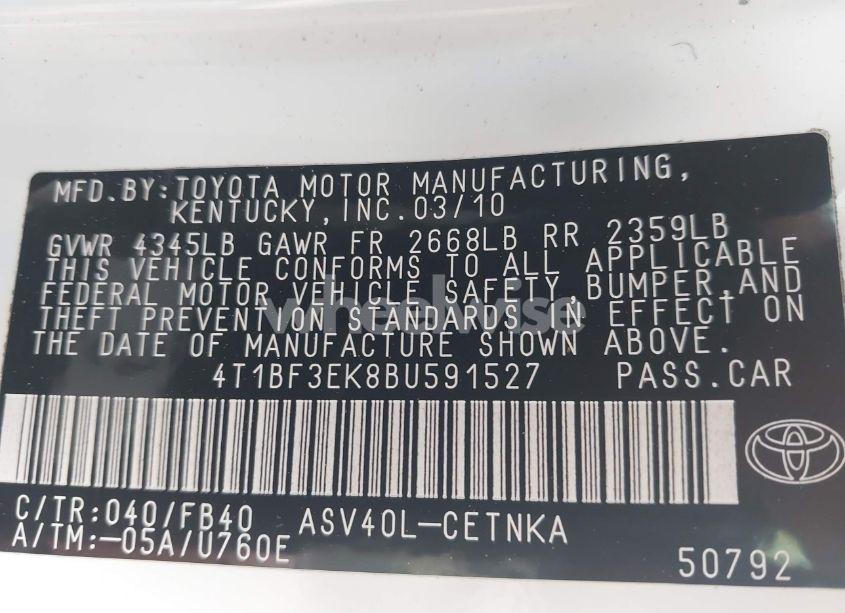 MFD.BY:TOYOTA MOTOR MANUFACTURING,
KENTUCKY,INC.03/10
GVWR 4345LB GAWR FR 2668LB RR 2359LB
THIS VEHICLE CONFORMS TO ALL APPLICABLE
FEDERAL MOTOR VEHICLE SAFETY,BUMPER,AND
THEFT PREVENTION STANDARDS IN EFFECT ON
THE DATE OF MANUFACTURE SHOWN ABOVE.
4T1BF3EK8BU591527 PASS.CAR
C/TR:040/FB40 ASV40L-CETNKA
A/TM:-05A/U760E
50792
wheelwise